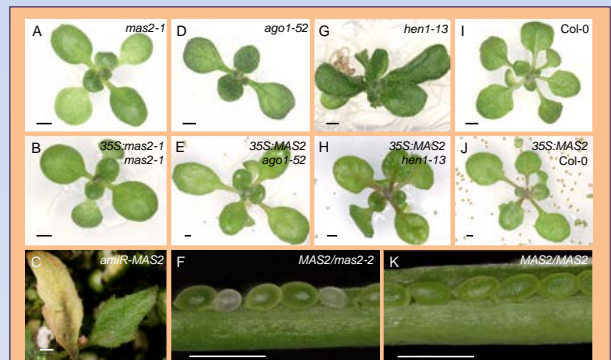 A mas2-1
D ago1-52
G hen1-13
I Col-0
B 35S:mas2-1
mas2-1
E 35S:MAS2
ago1-52
H 35S:MAS2
hen1-13
J 35S:MAS2
Col-0
C amiR-MAS2
F MAS2/mas2-2
K MAS2/MAS2